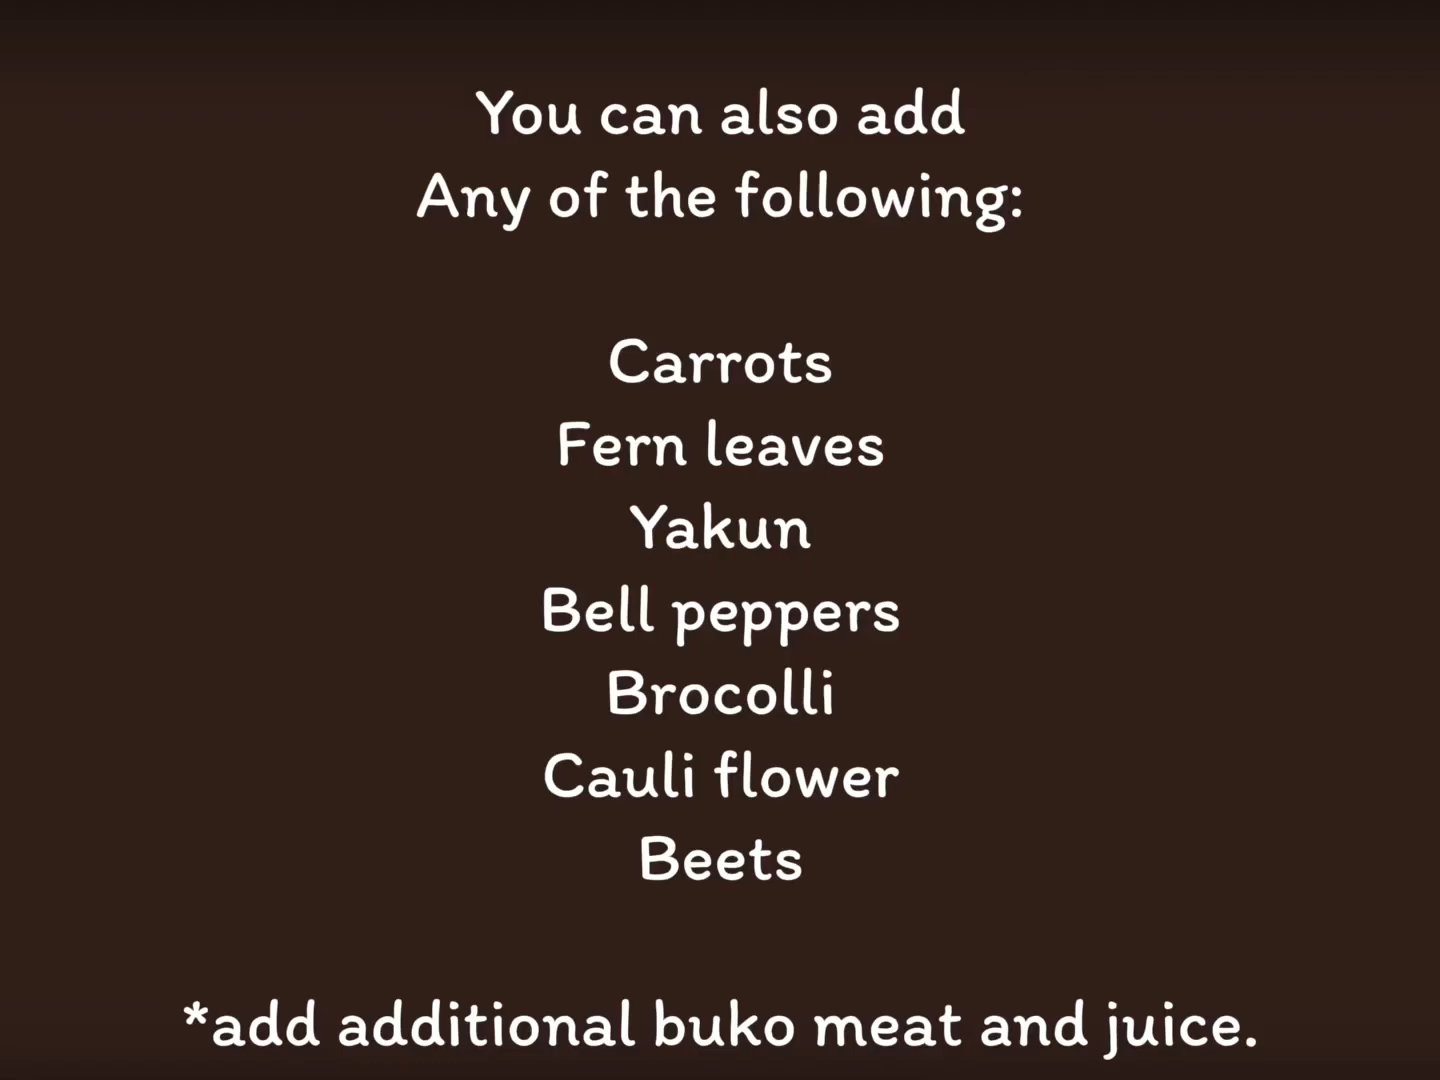 You can also add
Any of the following:
Carrots
Fern leaves
Yakun
Bell peppers
Brocolli
Cauli flower
Beets
*add additional buko meat and juice.